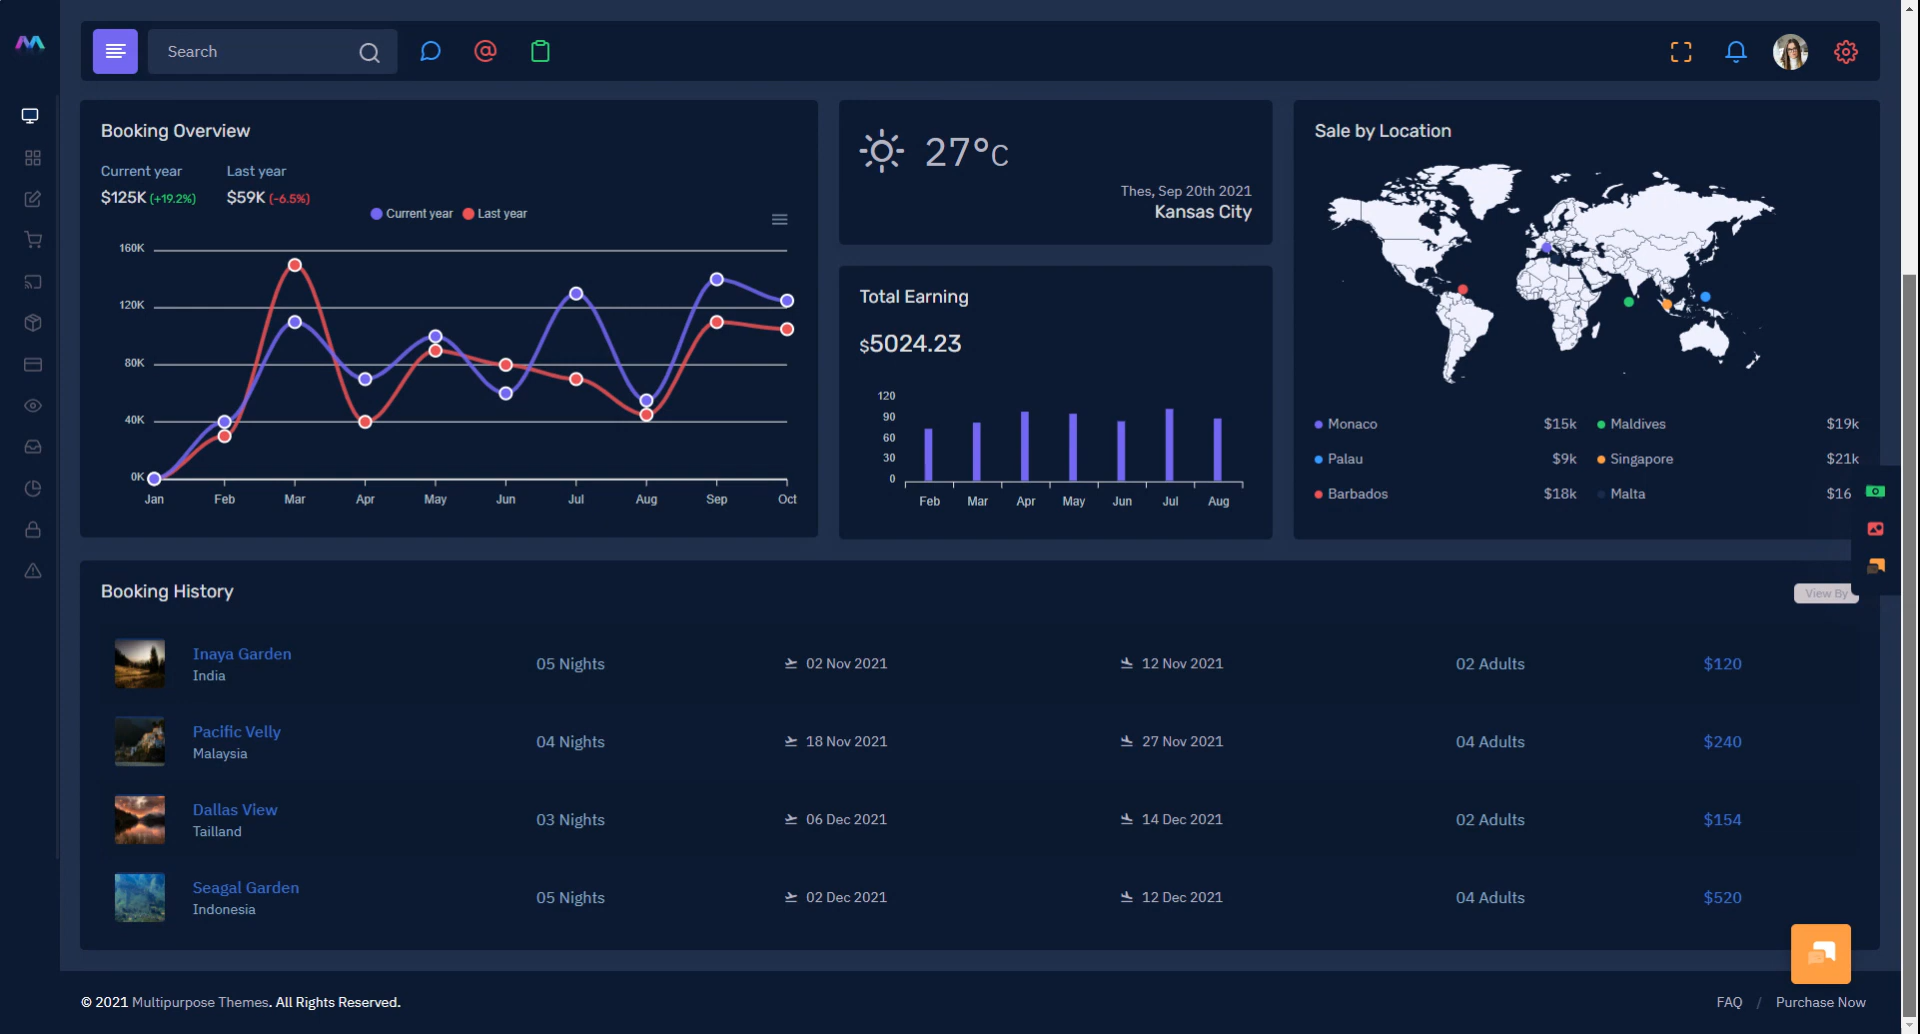 Search
Booking Overview
Current year
Last year
$125K (+19.2%)
$59K (-6.5%)
Current year
Last year
160K
120K
80K
40K
0K
Jan Feb Mar Apr May Jun Jul Aug Sep Oct
27°C
Thes, Sep 20th 2021
Kansas City
Total Earning
$5024.23
120
90
60
30
0
Feb Mar Apr May Jun Jul Aug
Sale by Location
Monaco $15k Maldives $19k
Palau $9k Singapore $21k
Barbados $18k Malta $16
Booking History
View By
Inaya Garden
India
05 Nights
02 Nov 2021
12 Nov 2021
02 Adults
$120
Pacific Velly
Malaysia
04 Nights
18 Nov 2021
27 Nov 2021
04 Adults
$240
Dallas View
Tailland
03 Nights
06 Dec 2021
14 Dec 2021
02 Adults
$154
Seagal Garden
Indonesia
05 Nights
02 Dec 2021
12 Dec 2021
04 Adults
$520
© 2021 Multipurpose Themes. All Rights Reserved.
FAQ / Purchase Now